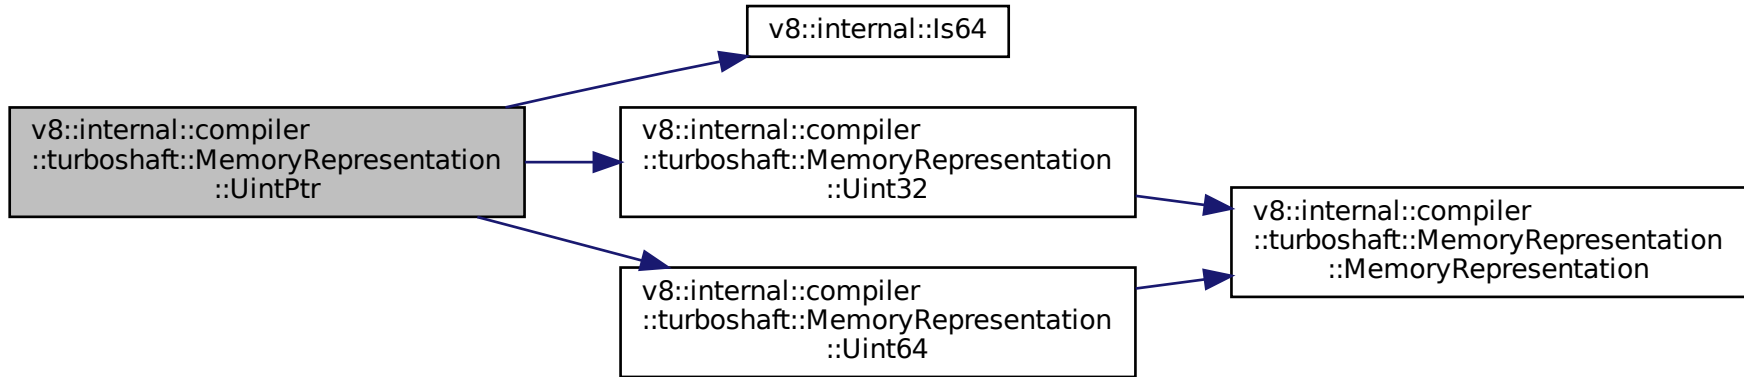 v8::internal::Is64
v8::internal::compiler
::turboshaft::MemoryRepresentation
::UintPtr
v8::internal::compiler
::turboshaft::MemoryRepresentation
::Uint32
v8::internal::compiler
::turboshaft::MemoryRepresentation
::Uint64
v8::internal::compiler
::turboshaft::MemoryRepresentation
::MemoryRepresentation